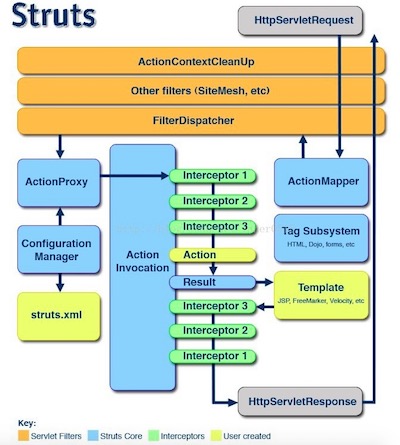 Struts
HttpServletRequest
ActionContextCleanUp
Other filters (SiteMesh, etc)
FilterDispatcher
ActionProxy
Interceptor 1
ActionMapper
Interceptor 2
Interceptor 3
Tag Subsystem
HTML, Dojo, forms, etc
Configuration
Manager
Action
Invocation
Action
Result
Template
JSP, FreeMarker, Velocity, etc
struts.xml
Interceptor 3
Interceptor 2
Interceptor 1
HttpServletResponse
Key:
Servlet Filters
Struts Core
Interceptors
User created